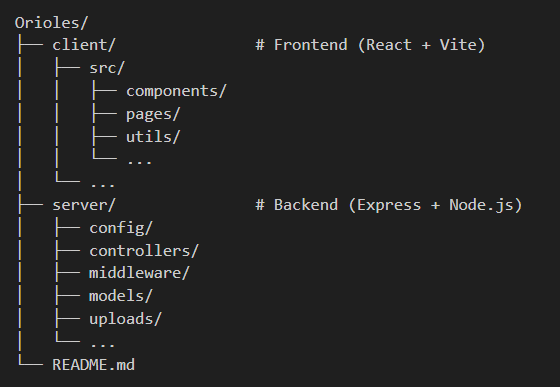 Orioles/
├── client/               # Frontend (React + Vite)
│   ├── src/
│   │   ├── components/
│   │   ├── pages/
│   │   ├── utils/
│   │   └── ...
│   └── ...
├── server/               # Backend (Express + Node.js)
│   ├── config/
│   ├── controllers/
│   ├── middleware/
│   ├── models/
│   ├── uploads/
│   └── ...
└── README.md